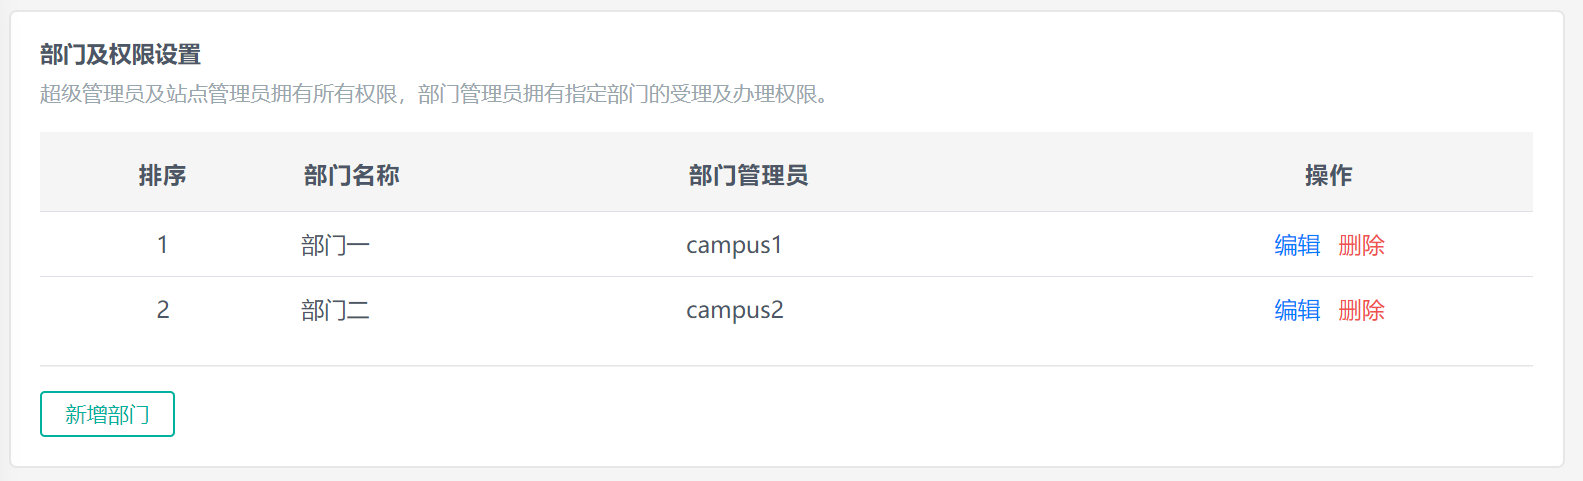 部门及权限设置
超级管理员及站点管理员拥有所有权限，部门管理员拥有指定部门的受理及办理权限。
排序 部门名称 部门管理员 操作
1 部门一 campus1 编辑 删除
2 部门二 campus2 编辑 删除
新增部门